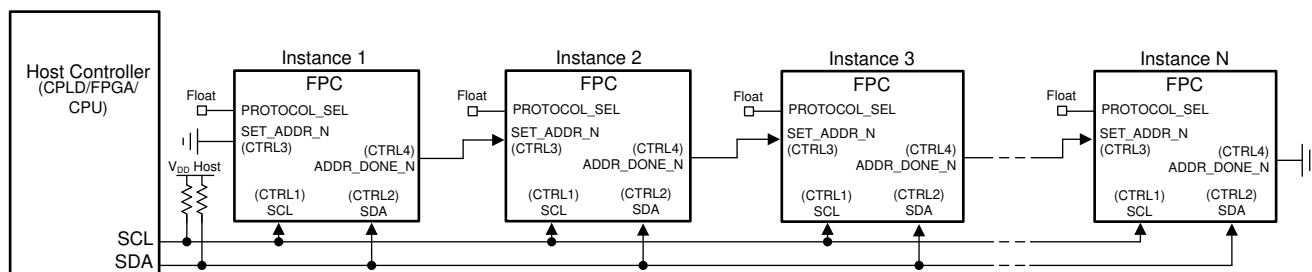 Host Controller
(CPLD/FPGA/
CPU)
V_DD Host
SCL
SDA
Instance 1
FPC
Float
PROTOCOL_SEL
SET_ADDR_N
(CTRL3)
(CTRL4)
ADDR_DONE_N
(CTRL1) (CTRL2)
SCL SDA
Instance 2
FPC
Float
PROTOCOL_SEL
SET_ADDR_N
(CTRL3)
(CTRL4)
ADDR_DONE_N
(CTRL1) (CTRL2)
SCL SDA
Instance 3
FPC
Float
PROTOCOL_SEL
SET_ADDR_N
(CTRL3)
(CTRL4)
ADDR_DONE_N
(CTRL1) (CTRL2)
SCL SDA
Instance N
FPC
Float
PROTOCOL_SEL
SET_ADDR_N
(CTRL3)
(CTRL4)
ADDR_DONE_N
(CTRL1) (CTRL2)
SCL SDA